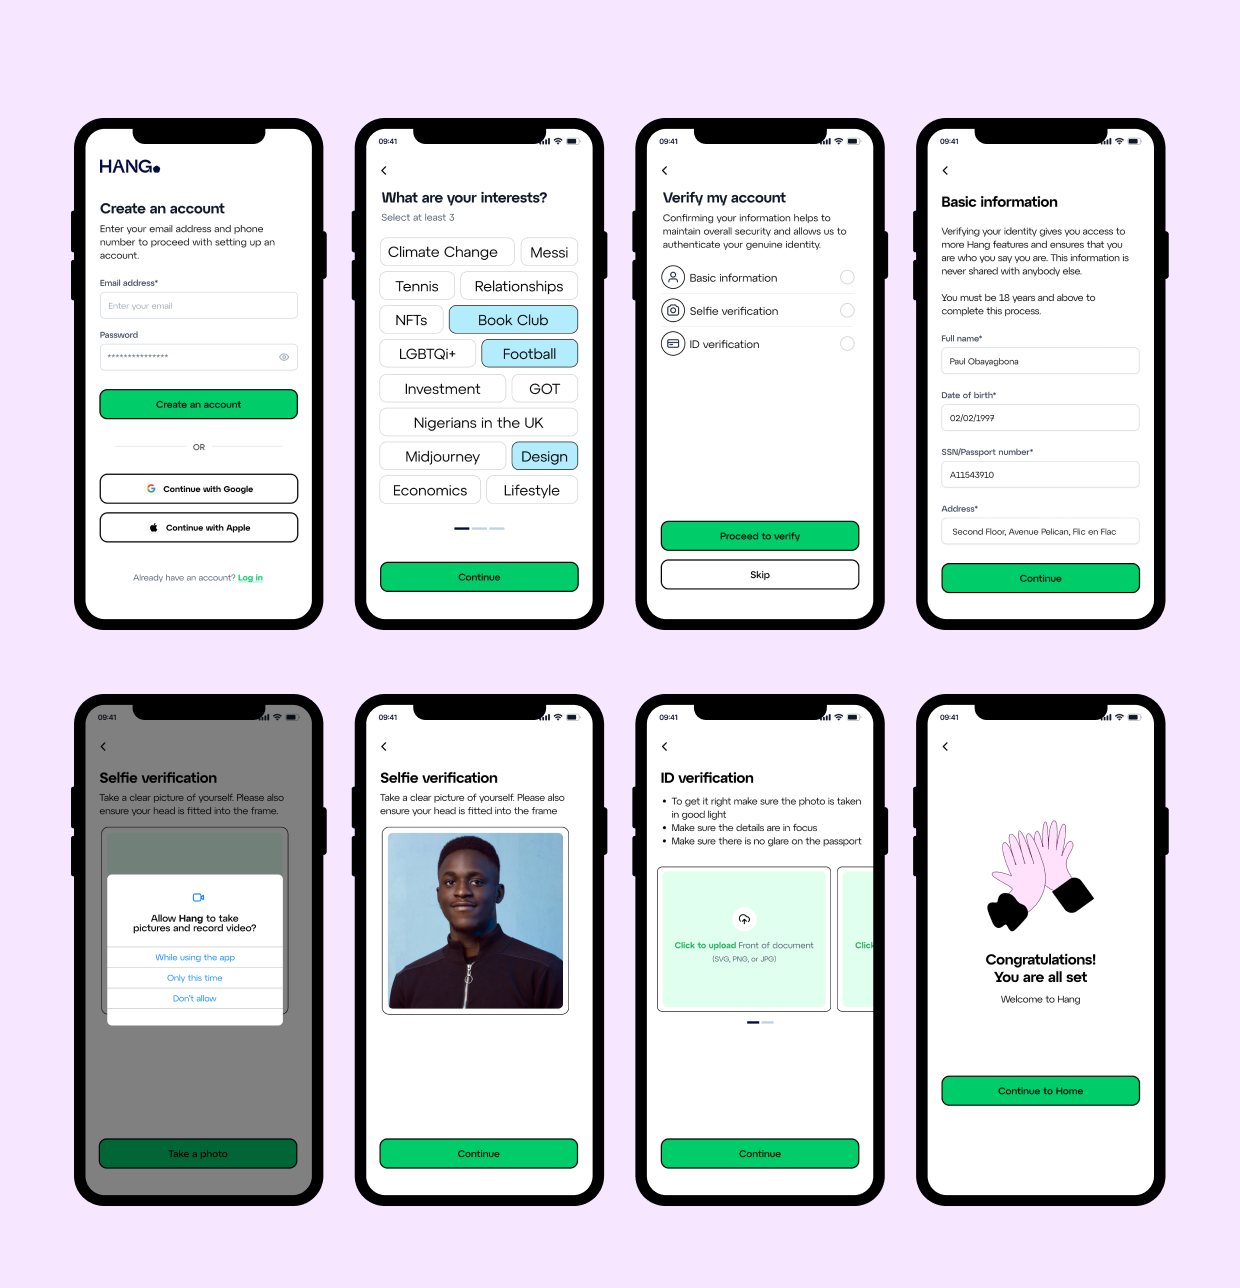 HANG
Create an account
Enter your email address and phone
number to proceed with setting up an
account.
Email address*
Enter your email
Password
***************
Create an account
OR
Continue with Google
Continue with Apple
Already have an account? Log in
09:41
What are your interests?
Select at least 3
Climate Change
Messi
Tennis
Relationships
NFTs
Book Club
LGBTQi+
Football
Investment
GOT
Nigerians in the UK
Midjourney
Design
Economics
Lifestyle
Continue
09:41
Verify my account
Confirming your information helps to
maintain overall security and allows us to
authenticate your genuine identity.
Basic information
Selfie verification
ID verification
Proceed to verify
Skip
09:41
Basic information
Verifying your identity gives you access to
more Hang features and ensures that you
are who you say you are. This information is
never shared with anybody else.
You must be 18 years and above to
complete this process.
Full name*
Paul Obayagbona
Date of birth*
02/02/1997
SSN/Passport number*
A11543910
Address*
Second Floor, Avenue Pelican, Flic en Flac
Continue
09:41
Selfie verification
Take a clear picture of yourself. Please also
ensure your head is fitted into the frame.
Allow Hang to take
pictures and record video?
While using the app
Only this time
Don't allow
Take a photo
09:41
Selfie verification
Take a clear picture of yourself. Please also
ensure your head is fitted into the frame
Continue
09:41
ID verification
• To get it right make sure the photo is taken
in good light
• Make sure the details are in focus
• Make sure there is no glare on the passport
Click to upload Front of document
(SVG, PNG, or JPG)
Click
Continue
09:41
Congratulations!
You are all set
Welcome to Hang
Continue to Home